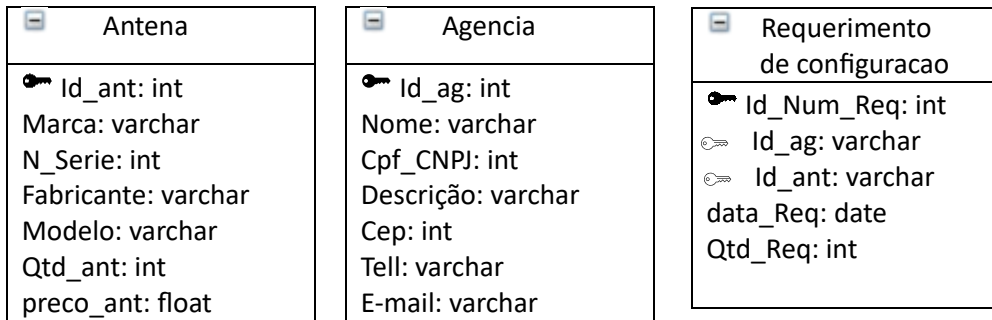 Antena
Id_ant: int
Marca: varchar
N_Serie: int
Fabricante: varchar
Modelo: varchar
Qtd_ant: int
preco_ant: float
Agencia
Id_ag: int
Nome: varchar
Cpf_CNPJ: int
Descrição: varchar
Cep: int
Tell: varchar
E-mail: varchar
Requerimento
de configuracao
Id_Num_Req: int
Id_ag: varchar
Id_ant: varchar
data_Req: date
Qtd_Req: int